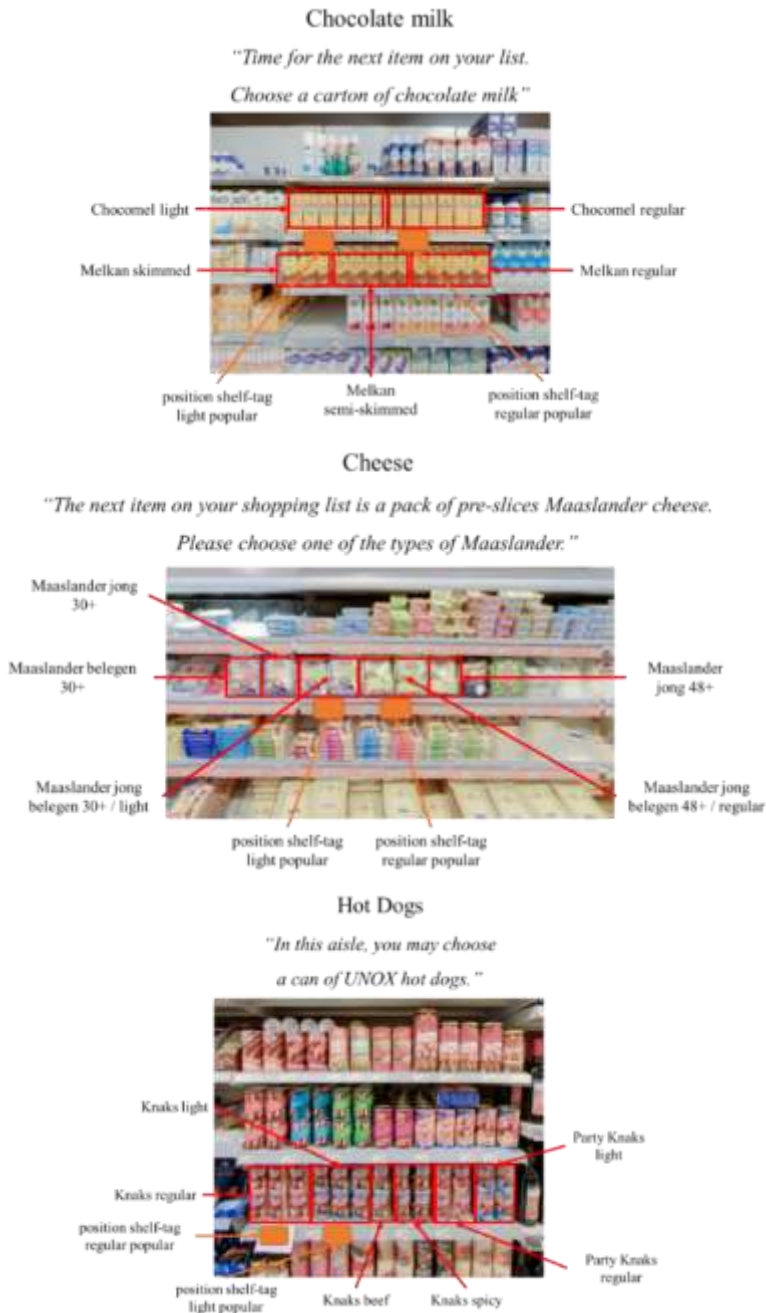 Chocolate milk
“Time for the next item on your list.
Choose a carton of chocolate milk”
Chocomel light
Chocomel regular
Melkan skimmed
Melkan regular
position shelf-tag
light popular
Melkan
semi-skimmed
position shelf-tag
regular popular
Cheese
“The next item on your shopping list is a pack of pre-slices Maaslander cheese.
Please choose one of the types of Maaslander.”
Maaslander jong
30+
Maaslander belegen
30+
Maaslander
jong 48+
Maaslander jong
belegen 30+ / light
Maaslander jong
belegen 48+ / regular
position shelf-tag
light popular
position shelf-tag
regular popular
Hot Dogs
“In this aisle, you may choose
a can of UNOX hot dogs.”
Knaks light
Party Knaks
light
Knaks regular
position shelf-tag
regular popular
position shelf-tag
light popular
Knaks beef
Knaks spicy
Party Knaks
regular